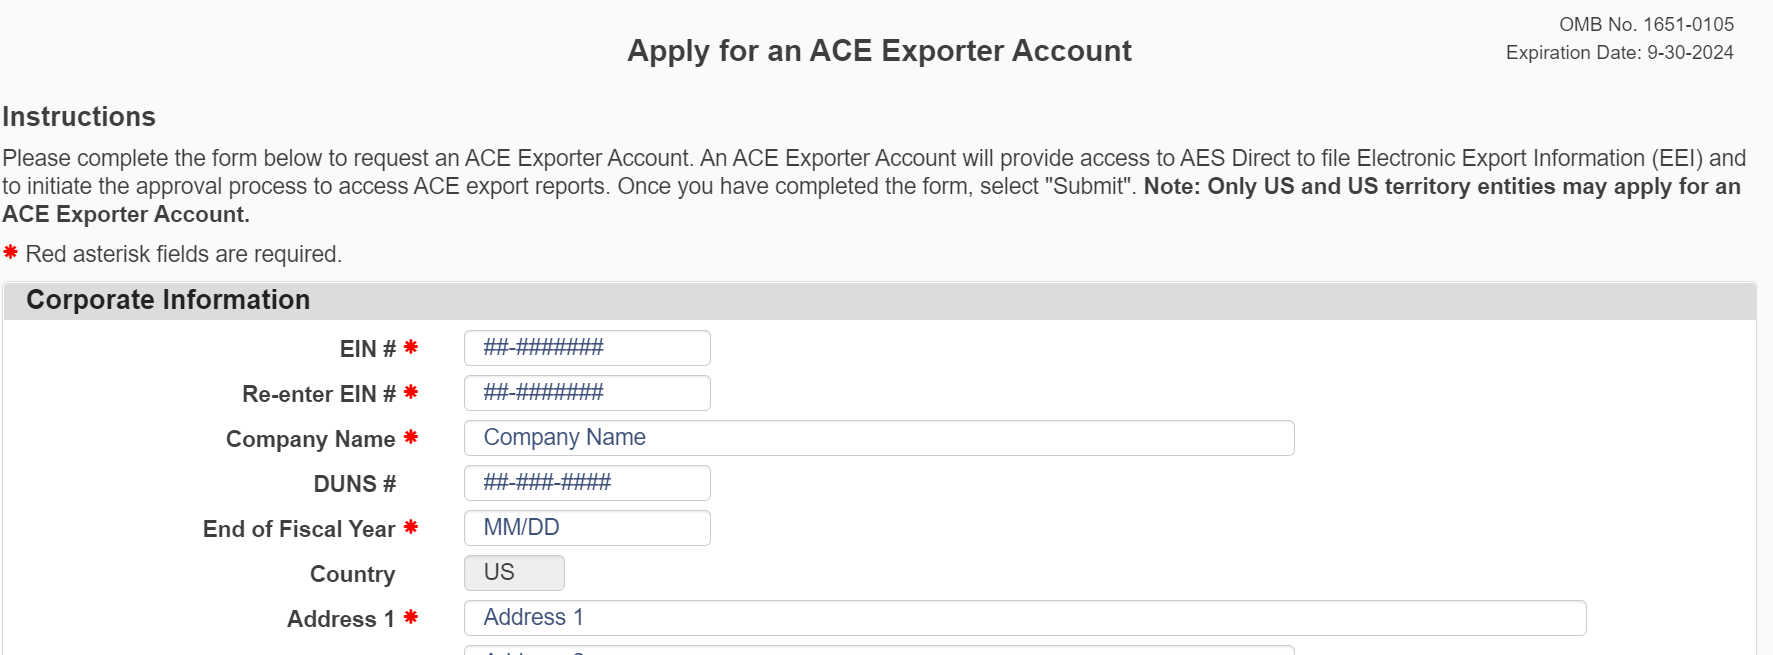 OMB No. 1651-0105
Apply for an ACE Exporter Account
Expiration Date: 9-30-2024
Instructions
Please complete the form below to request an ACE Exporter Account. An ACE Exporter Account will provide access to AES Direct to file Electronic Export Information (EEI) and
to initiate the approval process to access ACE export reports. Once you have completed the form, select "Submit". Note: Only US and US territory entities may apply for an
ACE Exporter Account.
* Red asterisk fields are required.
Corporate Information
EIN # * ##-#######
Re-enter EIN # * ##-#######
Company Name * Company Name
DUNS # ##-###-####
End of Fiscal Year * MM/DD
Country US
Address 1 * Address 1